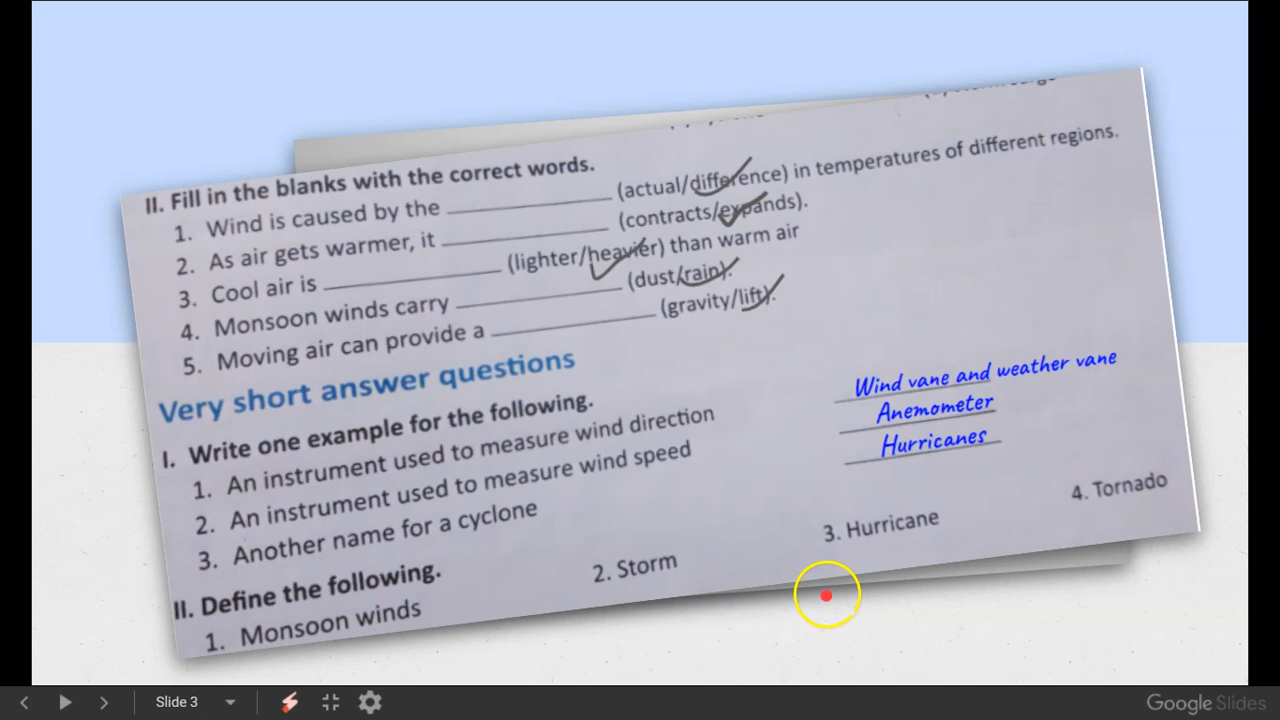 II. Fill in the blanks with the correct words.
1. Wind is caused by the ____________ (actual/difference) in temperatures of different regions.
2. As air gets warmer, it ____________ (contracts/expands).
3. Cool air is ____________ (lighter/heavier) than warm air
4. Monsoon winds carry ____________ (dust/rain).
5. Moving air can provide a ____________ (gravity/lift).
Very short answer questions
I. Write one example for the following.
1. An instrument used to measure wind direction Wind vane and weather vane
2. An instrument used to measure wind speed Anemometer
3. Another name for a cyclone Hurricanes
II. Define the following.
1. Monsoon winds 2. Storm 3. Hurricane 4. Tornado
Slide 3
Google Slides